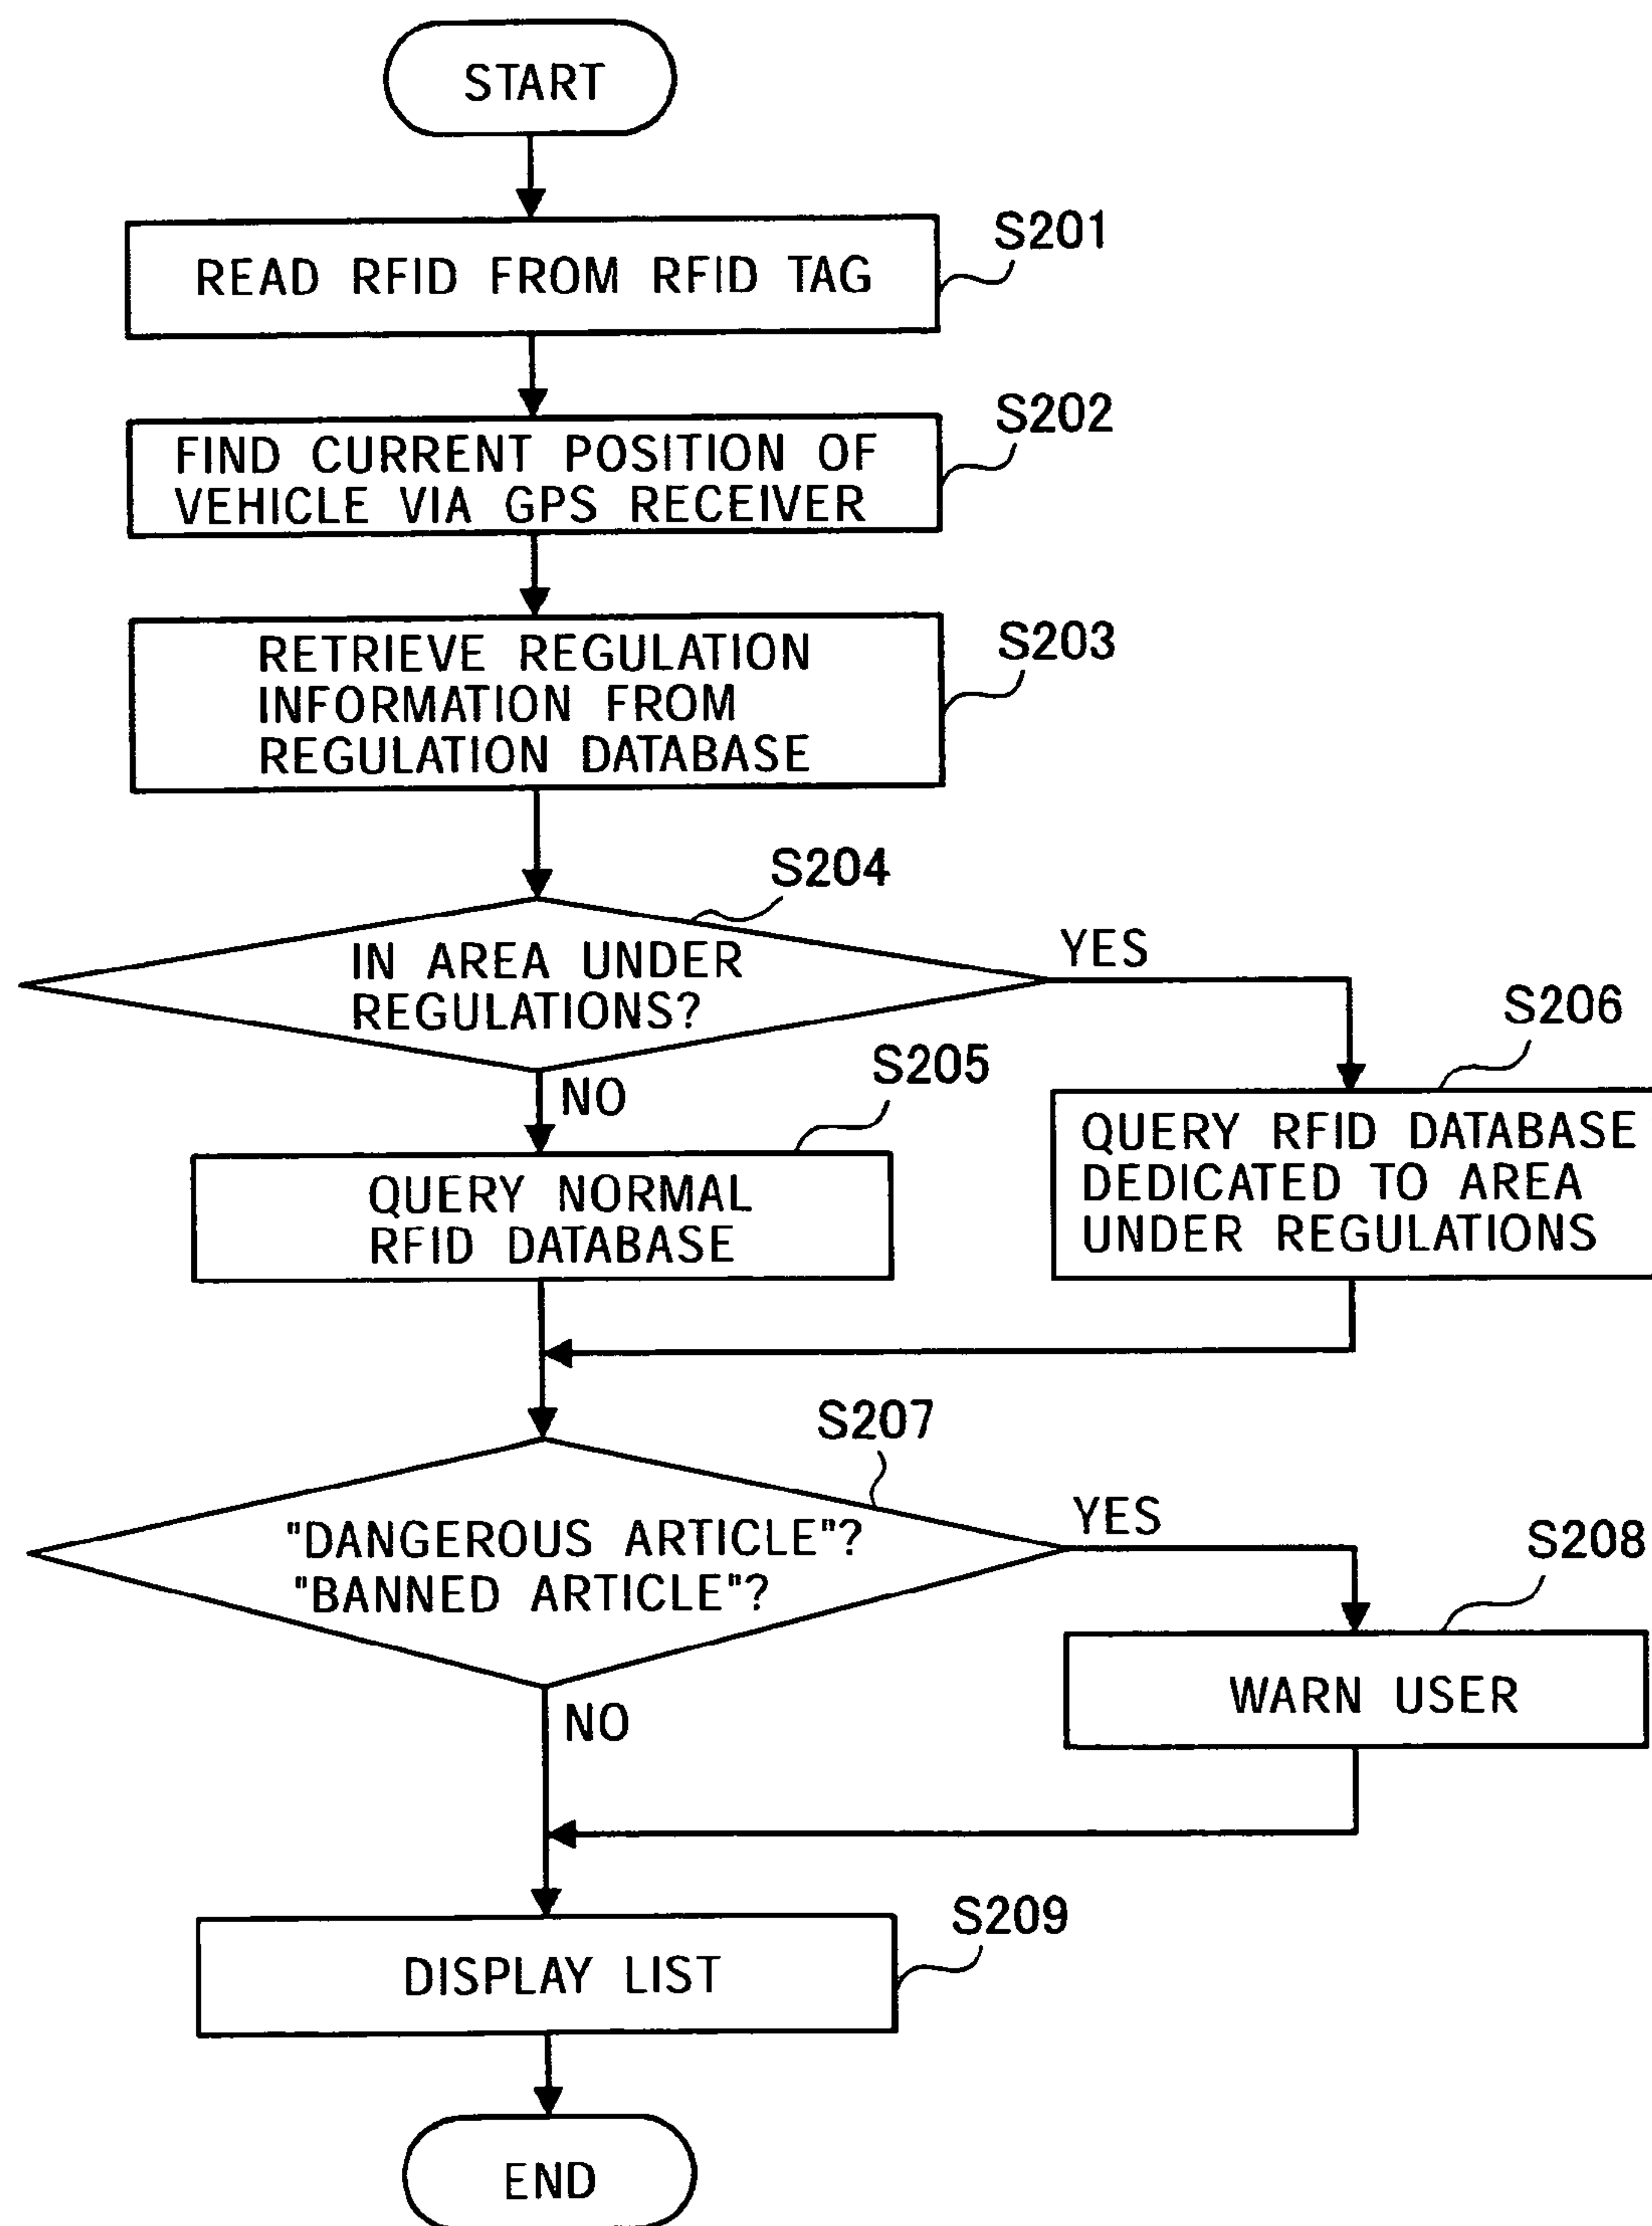 START
READ RFID FROM RFID TAG
S201
FIND CURRENT POSITION OF
VEHICLE VIA GPS RECEIVER
S202
RETRIEVE REGULATION
INFORMATION FROM
REGULATION DATABASE
S203
S204
IN AREA UNDER
REGULATIONS?
YES
NO
S205
QUERY NORMAL
RFID DATABASE
S206
QUERY RFID DATABASE
DEDICATED TO AREA
UNDER REGULATIONS
S207
"DANGEROUS ARTICLE"?
"BANNED ARTICLE"?
YES
NO
S208
WARN USER
DISPLAY LIST
S209
END